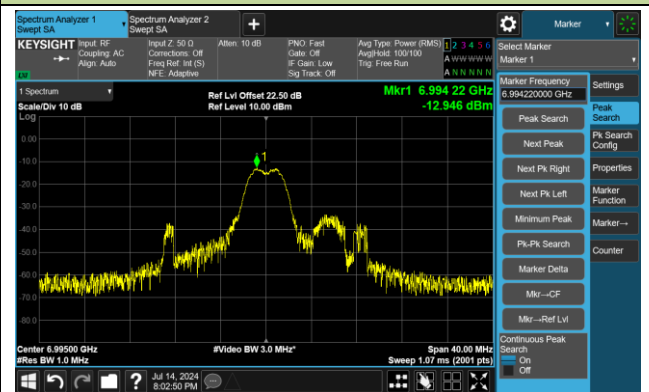 Spectrum Analyzer 1
Swept SA
Spectrum Analyzer 2
Swept SA
+
Marker
KEYSIGHT
Input: RF
Coupling: AC
Align: Auto
Input Z: 50 Ω
Corrections: Off
Freq Ref: Int (S)
NFE: Adaptive
Atten: 10 dB
PNO: Fast
Gate: Off
IF Gain: Low
Sig Track: Off
Avg Type: Power (RMS)
Avg|Hold: 100/100
Trig: Free Run
1 2 3 4 5 6
A W W W W W
A N N N N N
LXI
Select Marker
Marker 1
1 Spectrum
Scale/Div 10 dB
Ref Lvl Offset 22.50 dB
Ref Level 10.00 dBm
Mkr1 6.994 22 GHz
-12.946 dBm
Log
0.00
-10.0
-20.0
-30.0
-40.0
-50.0
-60.0
-70.0
-80.0
1
Center 6.99500 GHz
#Res BW 1.0 MHz
#Video BW 3.0 MHz*
Span 40.00 MHz
Sweep 1.07 ms (2001 pts)
Marker Frequency
6.994220000 GHz
Peak Search
Next Peak
Next Pk Right
Next Pk Left
Minimum Peak
Pk-Pk Search
Marker Delta
Mkr→CF
Mkr→Ref Lvl
Continuous Peak
Search
On
Off
Settings
Peak
Search
Pk Search
Config
Properties
Marker
Function
Marker→
Counter
?
Jul 14, 2024
8:02:50 PM